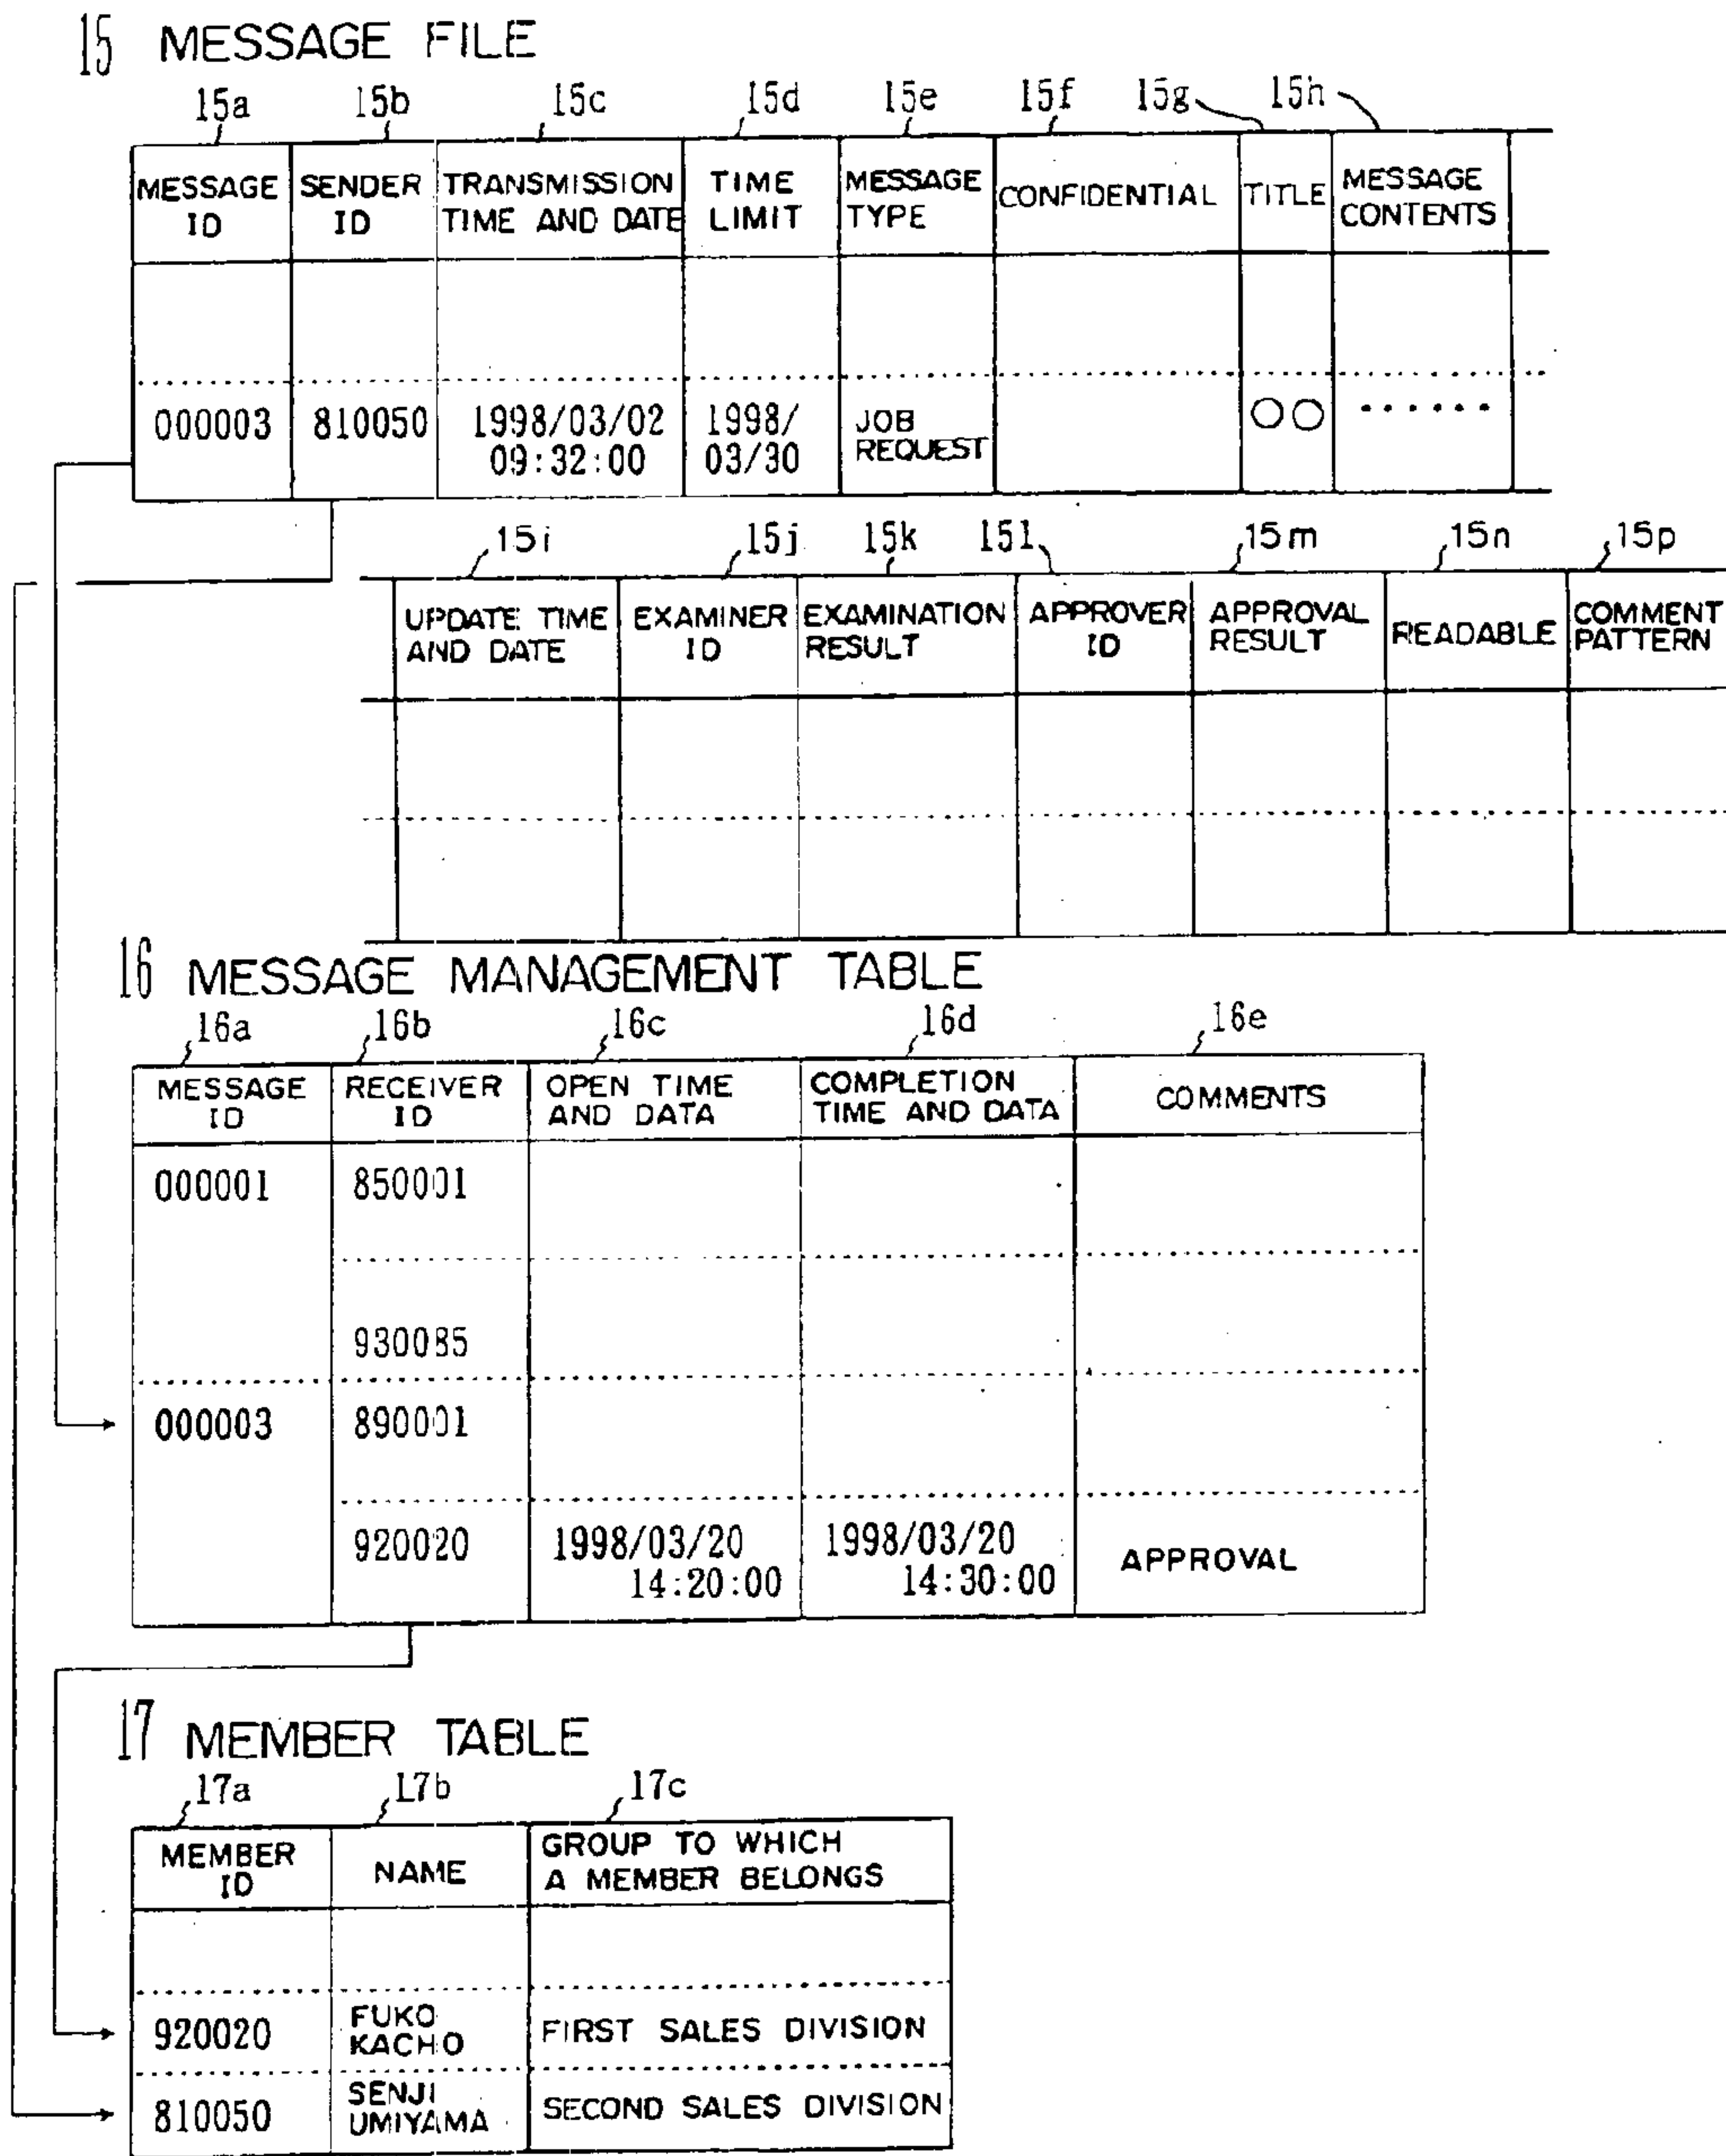 15 MESSAGE FILE
15a 15b 15c 15d 15e 15f 15g 15h
MESSAGE ID SENDER ID TRANSMISSION TIME AND DATE TIME LIMIT MESSAGE TYPE CONFIDENTIAL TITLE MESSAGE CONTENTS
000003 810050 1998/03/02 09:32:00 1998/03/30 JOB REQUEST ○○ ······
15i 15j 15k 15l 15m 15n 15p
UPDATE TIME AND DATE EXAMINER ID EXAMINATION RESULT APPROVER ID APPROVAL RESULT READABLE COMMENT PATTERN
16 MESSAGE MANAGEMENT TABLE
16a 16b 16c 16d 16e
MESSAGE ID RECEIVER ID OPEN TIME AND DATA COMPLETION TIME AND DATA COMMENTS
000001 850001
930085
000003 890001
920020 1998/03/20 14:20:00 1998/03/20 14:30:00 APPROVAL
17 MEMBER TABLE
17a 17b 17c
MEMBER ID NAME GROUP TO WHICH A MEMBER BELONGS
920020 FUKO KACHO FIRST SALES DIVISION
810050 SENJI UMIYAMA SECOND SALES DIVISION